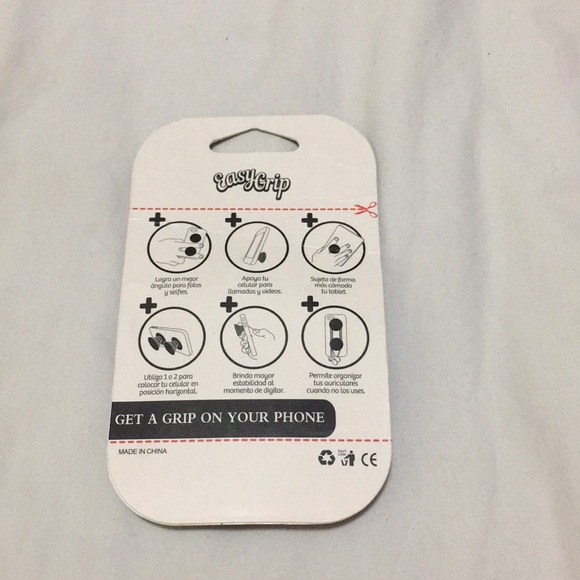 EasyGrip
Logra un mejor
ángulo para fotos
y selfies.
Apoya tu
celular para
llamadas y videos.
Sujeta de forma
más cómoda
tu tablet.
Utiliga 1 o 2 para
colocar tu celular en
posición horizontal.
Brinda mayor
estabilidad al
momento de digitar.
Permite organizar
tus auriculares
cuando no los uses.
GET A GRIP ON YOUR PHONE
MADE IN CHINA
CE